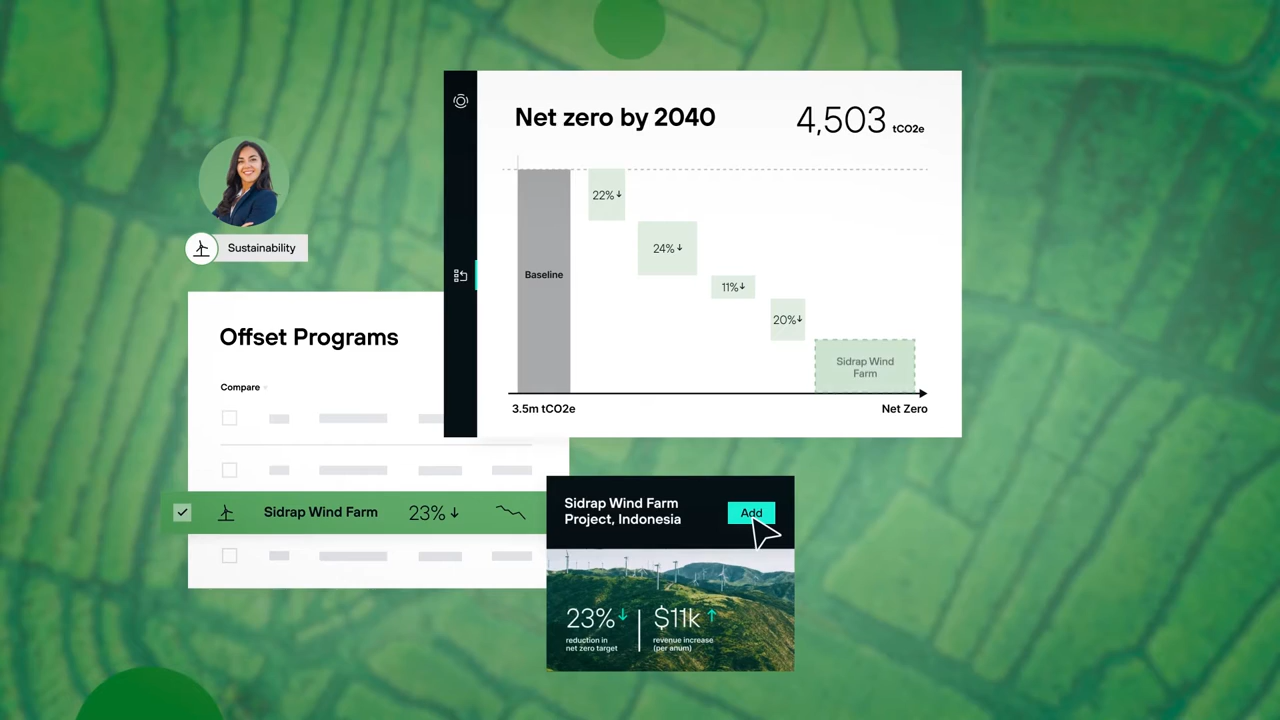 Net zero by 2040
4,503 tCO2e
22%↓
24%↓
11%↓
20%↓
Baseline
Sidrap Wind
Farm
3.5m tCO2e
Net Zero
Sustainability
Offset Programs
Compare
Sidrap Wind Farm 23%↓
Sidrap Wind Farm
Project, Indonesia
Add
23%↓
reduction in
net zero target
$11k↑
revenue increase
(per anum)